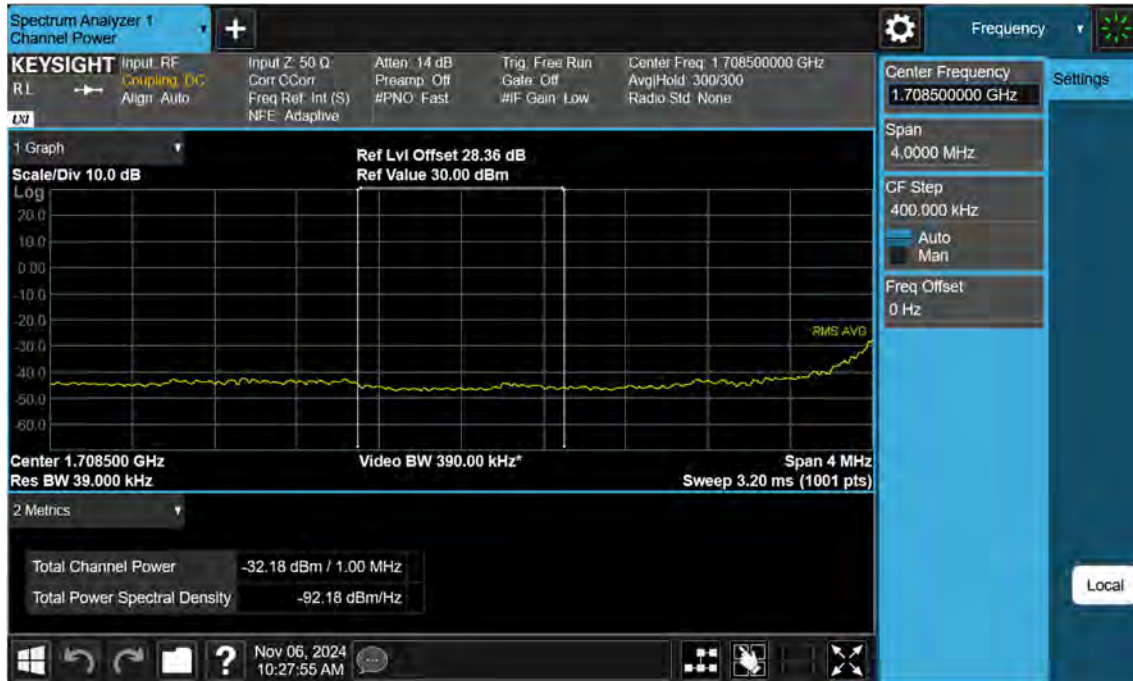 Spectrum Analyzer 1
Channel Power
Frequency
KEYSIGHT
RL
LXI
Input: RF
Coupling: DC
Align: Auto
Input Z: 50 Ω
Corr CCorr
Freq Ref: Int (S)
NFE: Adaptive
Atten: 14 dB
Preamp: Off
#PNO: Fast
Trig: Free Run
Gate: Off
#IF Gain: Low
Center Freq: 1.708500000 GHz
Avg|Hold: 300/300
Radio Std: None
Center Frequency
1.708500000 GHz
Settings
Span
4.0000 MHz
CF Step
400.000 kHz
Auto
Man
Freq Offset
0 Hz
1 Graph
Scale/Div 10.0 dB
Ref Lvl Offset 28.36 dB
Ref Value 30.00 dBm
Log
20.0
10.0
0.00
-10.0
-20.0
-30.0
-40.0
-50.0
-60.0
RMS AVG
Center 1.708500 GHz
Res BW 39.000 kHz
Video BW 390.00 kHz*
Span 4 MHz
Sweep 3.20 ms (1001 pts)
2 Metrics
Total Channel Power -32.18 dBm / 1.00 MHz
Total Power Spectral Density -92.18 dBm/Hz
Local
?
Nov 06, 2024
10:27:55 AM